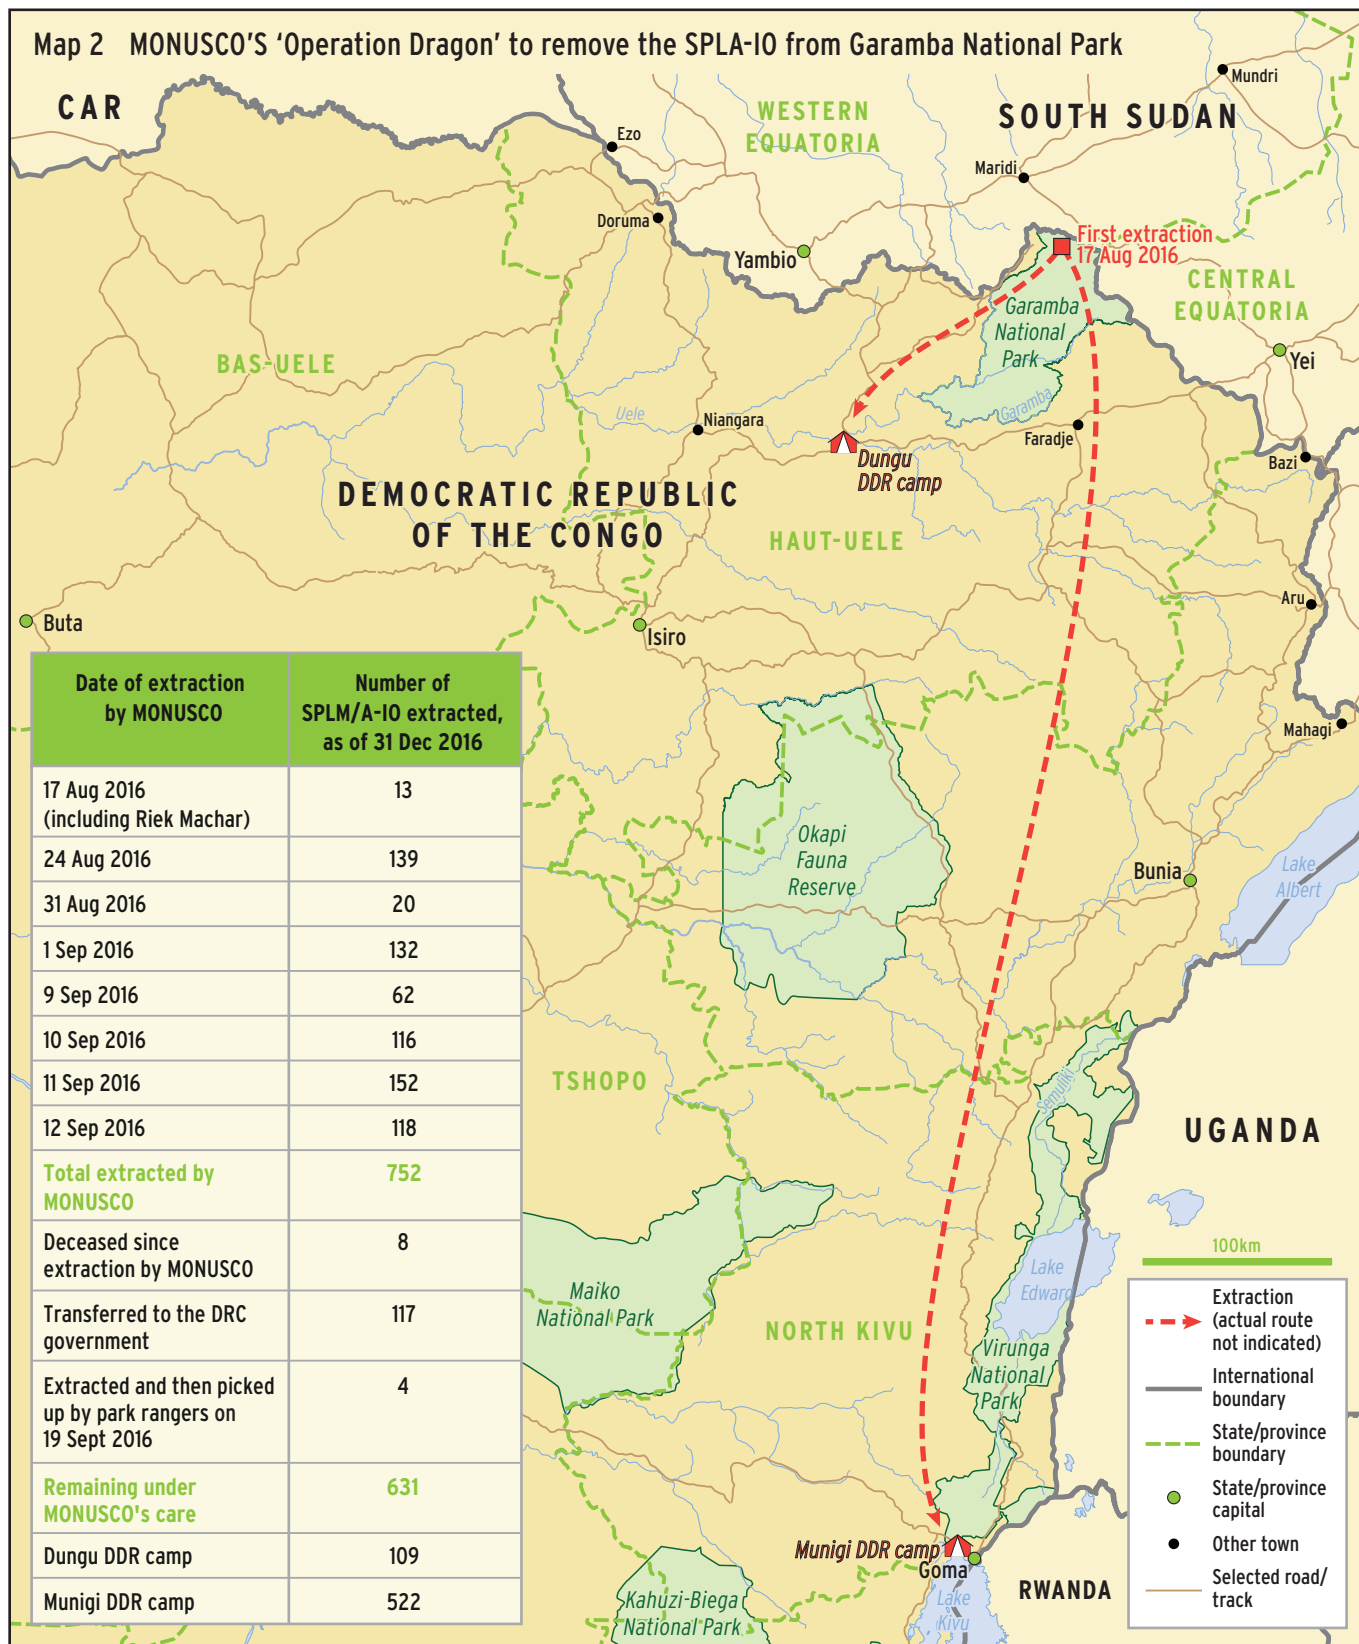 Map 2 MONUSCO'S ‘Operation Dragon’ to remove the SPLA-IO from Garamba National Park
CAR
WESTERN
EQUATORIA
SOUTH SUDAN
Mundri
Ezo
Maridi
Doruma
Yambio
First extraction
17 Aug 2016
CENTRAL
EQUATORIA
Garamba
National
Park
Yei
BAS-UELE
Uele
Niangara
Garamba
Faradje
Dungu
DDR camp
Bazi
DEMOCRATIC REPUBLIC
OF THE CONGO
HAUT-UELE
Aru
Buta
Isiro
Mahagi
Okapi
Fauna
Reserve
Bunia
Lake
Albert
TSHOPO
Semuliki
UGANDA
Maiko
National Park
NORTH KIVU
Lake
Edward
Virunga
National
Park
Munigi DDR camp
Goma
RWANDA
Kahuzi-Biega
National Park
Lake
Kivu
Date of extraction
by MONUSCO
Number of
SPLM/A-IO extracted,
as of 31 Dec 2016
17 Aug 2016
(including Riek Machar)
13
24 Aug 2016
139
31 Aug 2016
20
1 Sep 2016
132
9 Sep 2016
62
10 Sep 2016
116
11 Sep 2016
152
12 Sep 2016
118
Total extracted by
MONUSCO
752
Deceased since
extraction by MONUSCO
8
Transferred to the DRC
government
117
Extracted and then picked
up by park rangers on
19 Sept 2016
4
Remaining under
MONUSCO's care
631
Dungu DDR camp
109
Munigi DDR camp
522
100km
Extraction
(actual route
not indicated)
International
boundary
State/province
boundary
State/province
capital
Other town
Selected road/
track